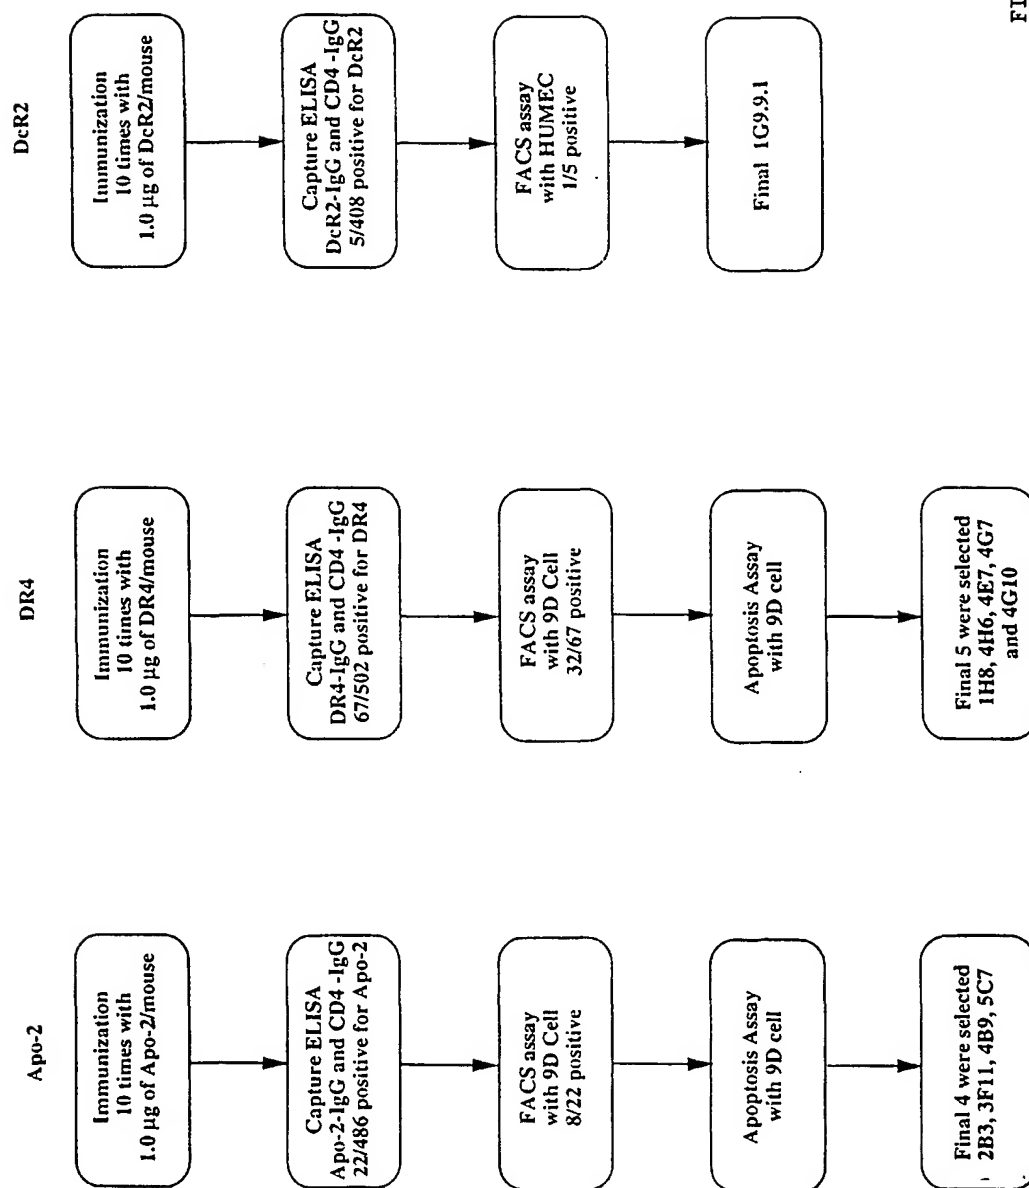 Apo-2
Immunization
10 times with
1.0 µg of Apo-2/mouse
Capture ELISA
Apo-2-IgG and CD4 -IgG
22/486 positive for Apo-2
FACS assay
with 9D Cell
8/22 positive
Apoptosis Assay
with 9D cell
Final 4 were selected
2B3, 3F11, 4B9, 5C7
DR4
Immunization
10 times with
1.0 µg of DR4/mouse
Capture ELISA
DR4-IgG and CD4 -IgG
67/502 positive for DR4
FACS assay
with 9D Cell
32/67 positive
Apoptosis Assay
with 9D cell
Final 5 were selected
1H8, 4H6, 4E7, 4G7
and 4G10
DcR2
Immunization
10 times with
1.0 µg of DcR2/mouse
Capture ELISA
DcR2-IgG and CD4 -IgG
5/408 positive for DcR2
FACS assay
with HUMEC
1/5 positive
Final 1G9.9.1